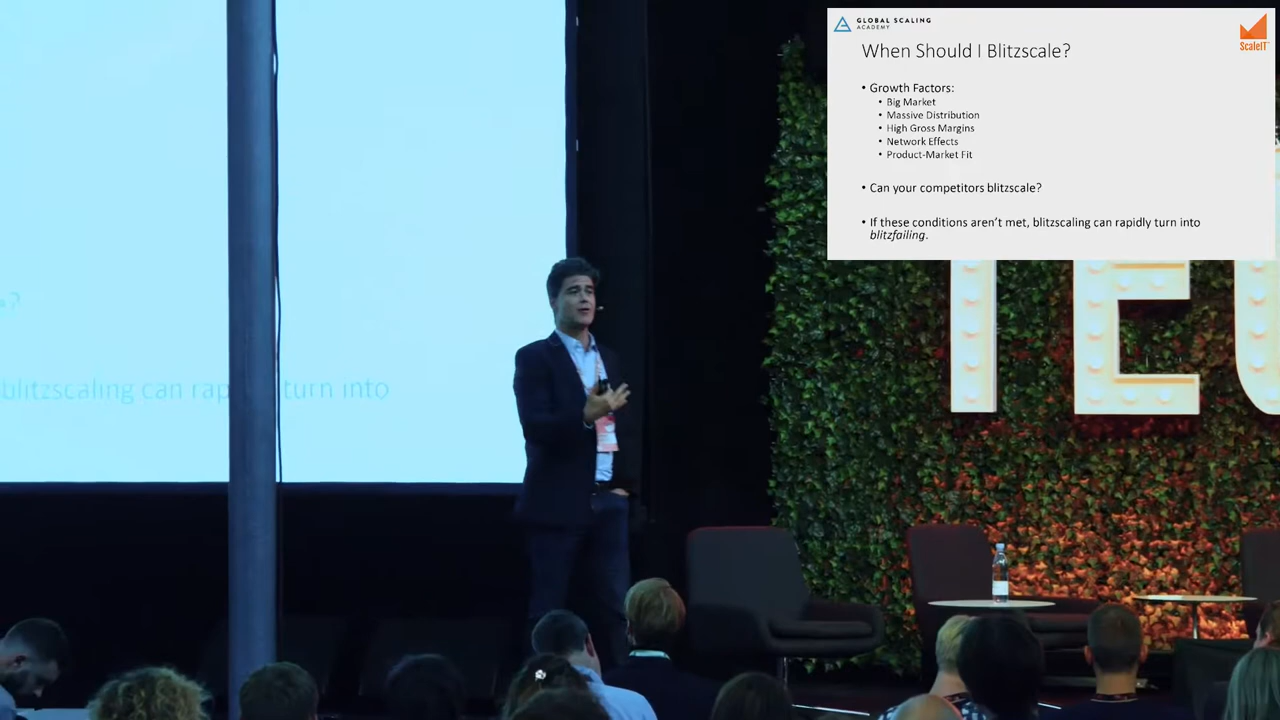 GLOBAL SCALING
ACADEMY
ScaleIT
When Should I Blitzscale?
• Growth Factors:
• Big Market
• Massive Distribution
• High Gross Margins
• Network Effects
• Product-Market Fit
• Can your competitors blitzscale?
• If these conditions aren't met, blitzscaling can rapidly turn into
blitzfailing.
blitzscaling can rap turn into
TEC